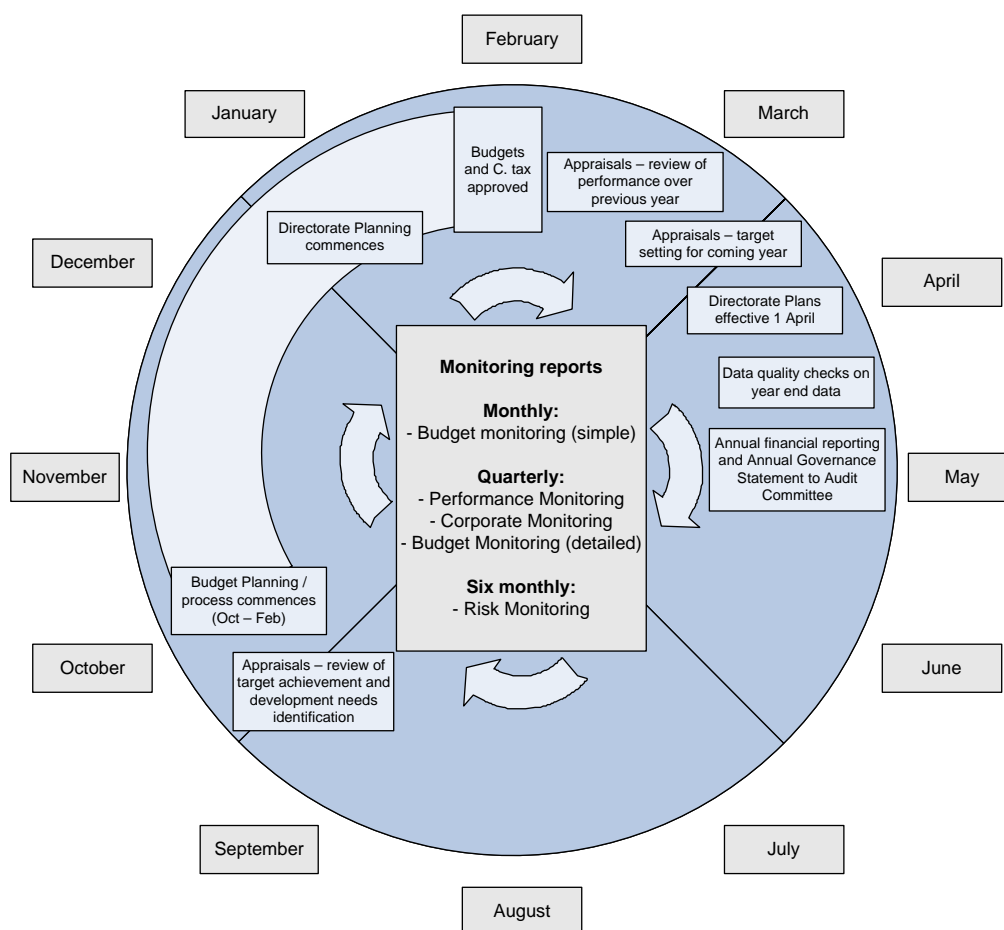 February
January
March
Budgets
and C. tax
approved
Appraisals – review of
performance over
previous year
Directorate Planning
commences
Appraisals – target
setting for coming year
December
April
Directorate Plans
effective 1 April
Data quality checks on
year end data
Monitoring reports
Monthly:
- Budget monitoring (simple)
Quarterly:
- Performance Monitoring
- Corporate Monitoring
- Budget Monitoring (detailed)
Six monthly:
- Risk Monitoring
Annual financial reporting
and Annual Governance
Statement to Audit
Committee
November
May
Budget Planning /
process commences
(Oct – Feb)
October
June
Appraisals – review of
target achievement and
development needs
identification
September
July
August